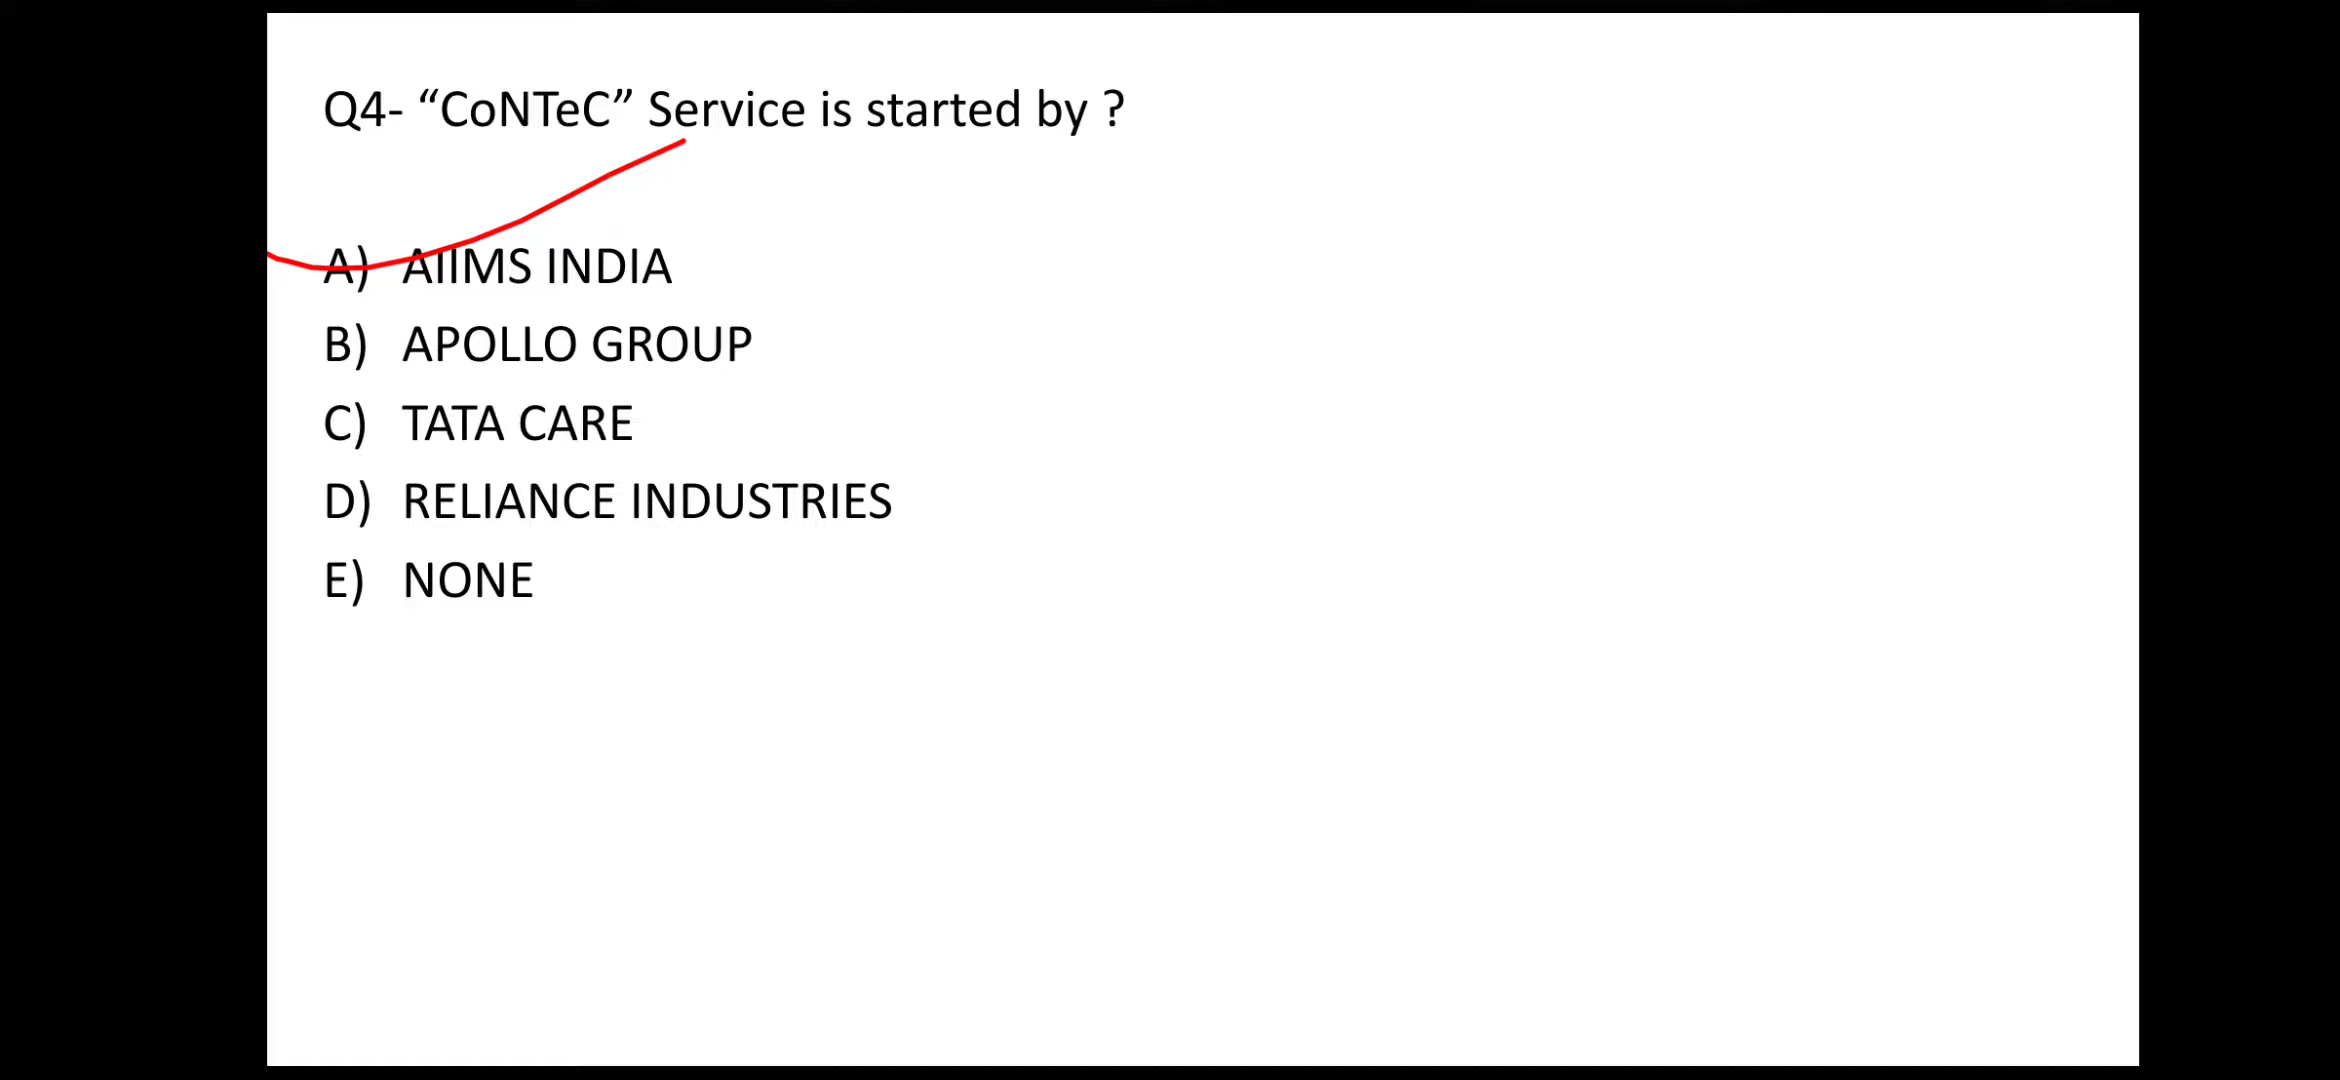 Q4- “CoNTeC” Service is started by ?
A) AIIMS INDIA
B) APOLLO GROUP
C) TATA CARE
D) RELIANCE INDUSTRIES
E) NONE